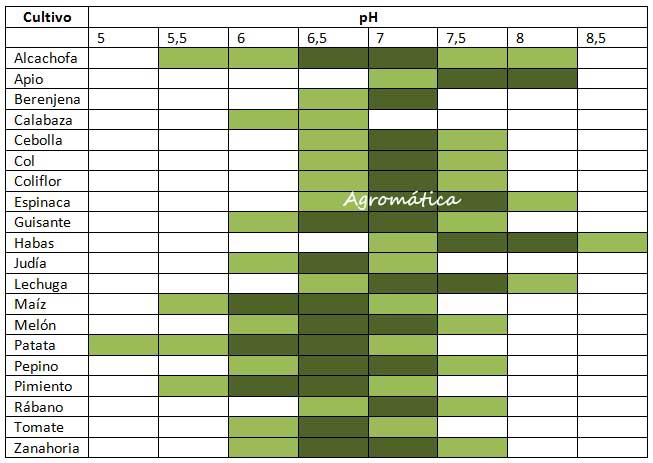 Cultivo pH
5 5,5 6 6,5 7 7,5 8 8,5
Alcachofa
Apio
Berenjena
Calabaza
Cebolla
Col
Coliflor
Espinaca Agromática
Guisante
Habas
Judía
Lechuga
Maíz
Melón
Patata
Pepino
Pimiento
Rábano
Tomate
Zanahoria